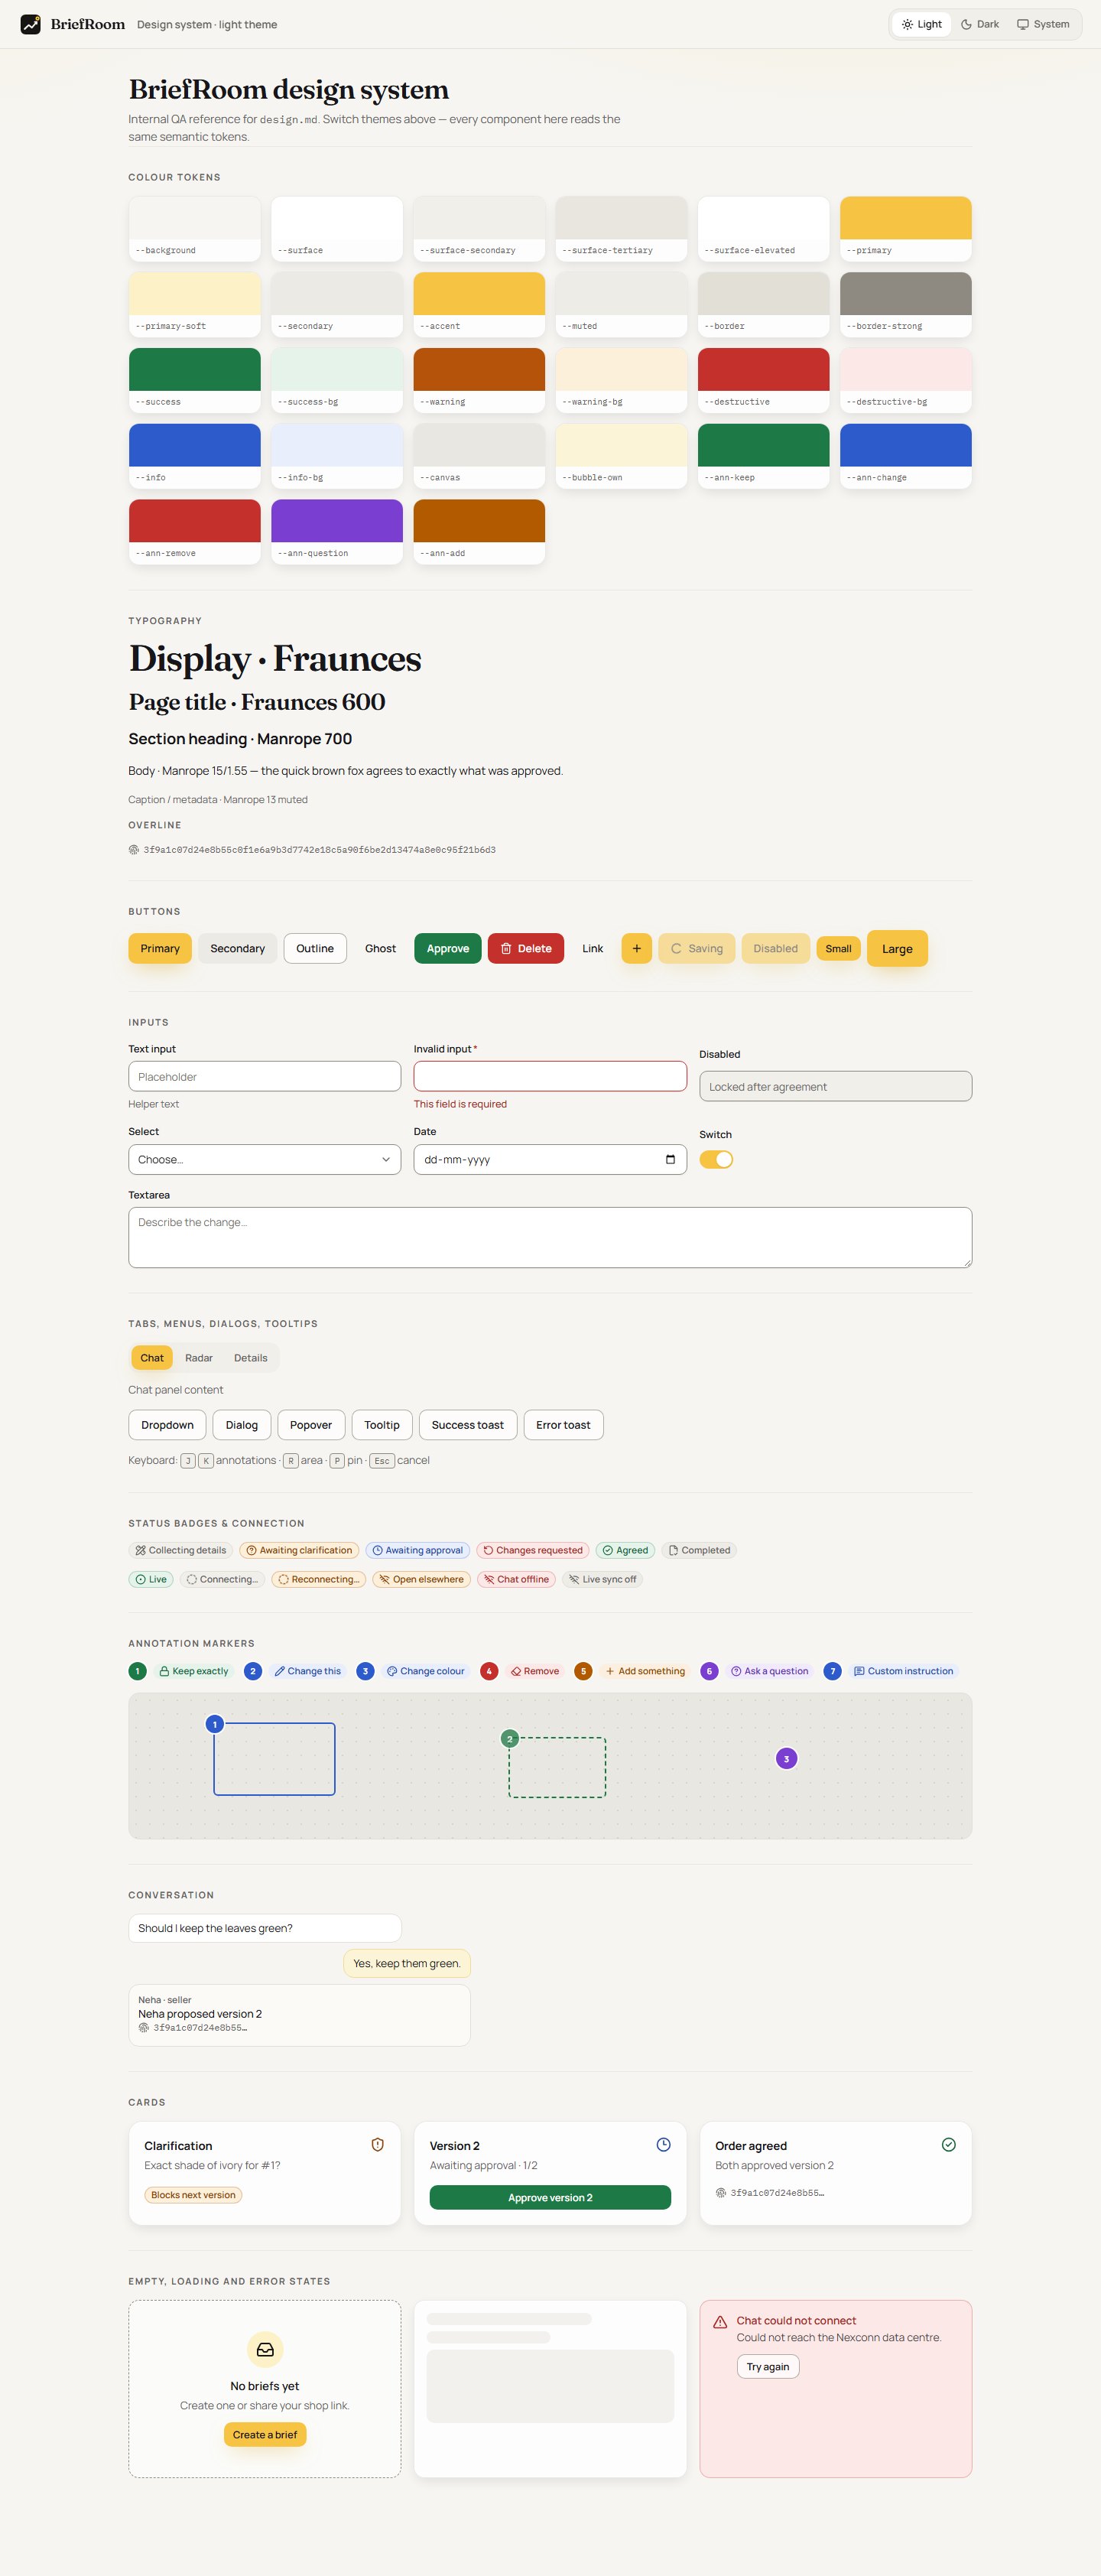 BriefRoom Design system · light theme Light Dark System
BriefRoom design system
Internal QA reference for design.md. Switch themes above — every component here reads the
same semantic tokens.
COLOUR TOKENS
--background --surface --surface-secondary --surface-tertiary --surface-elevated --primary
--primary-soft --secondary --accent --muted --border --border-strong
--success --success-bg --warning --warning-bg --destructive --destructive-bg
--info --info-bg --canvas --bubble-own --ann-keep --ann-change
--ann-remove --ann-question --ann-add
TYPOGRAPHY
Display · Fraunces
Page title · Fraunces 600
Section heading · Manrope 700
Body · Manrope 15/1.55 — the quick brown fox agrees to exactly what was approved.
Caption / metadata · Manrope 13 muted
OVERLINE
3f9a1c07d24e8b55c0f1e6a9b3d7742e18c5a90f6be2d13474a8e0c95f21b6d3
BUTTONS
Primary Secondary Outline Ghost Approve Delete Link + Saving Disabled Small Large
INPUTS
Text input Invalid input * Disabled
Placeholder Locked after agreement
Helper text This field is required
Select Date Switch
Choose… dd-mm-yyyy
Textarea
Describe the change…
TABS, MENUS, DIALOGS, TOOLTIPS
Chat Radar Details
Chat panel content
Dropdown Dialog Popover Tooltip Success toast Error toast
Keyboard: J K annotations · R area · P pin · Esc cancel
STATUS BADGES & CONNECTION
Collecting details Awaiting clarification Awaiting approval Changes requested Agreed Completed
Live Connecting… Reconnecting… Open elsewhere Chat offline Live sync off
ANNOTATION MARKERS
1 Keep exactly 2 Change this 3 Change colour 4 Remove 5 Add something 6 Ask a question 7 Custom instruction
1 2 3
CONVERSATION
Should I keep the leaves green?
Yes, keep them green.
Neha · seller
Neha proposed version 2
3f9a1c07d24e8b55…
CARDS
Clarification Version 2 Order agreed
Exact shade of ivory for #1? Awaiting approval · 1/2 Both approved version 2
Blocks next version Approve version 2 3f9a1c07d24e8b55…
EMPTY, LOADING AND ERROR STATES
Chat could not connect
Could not reach the Nexconn data centre.
Try again
No briefs yet
Create one or share your shop link.
Create a brief